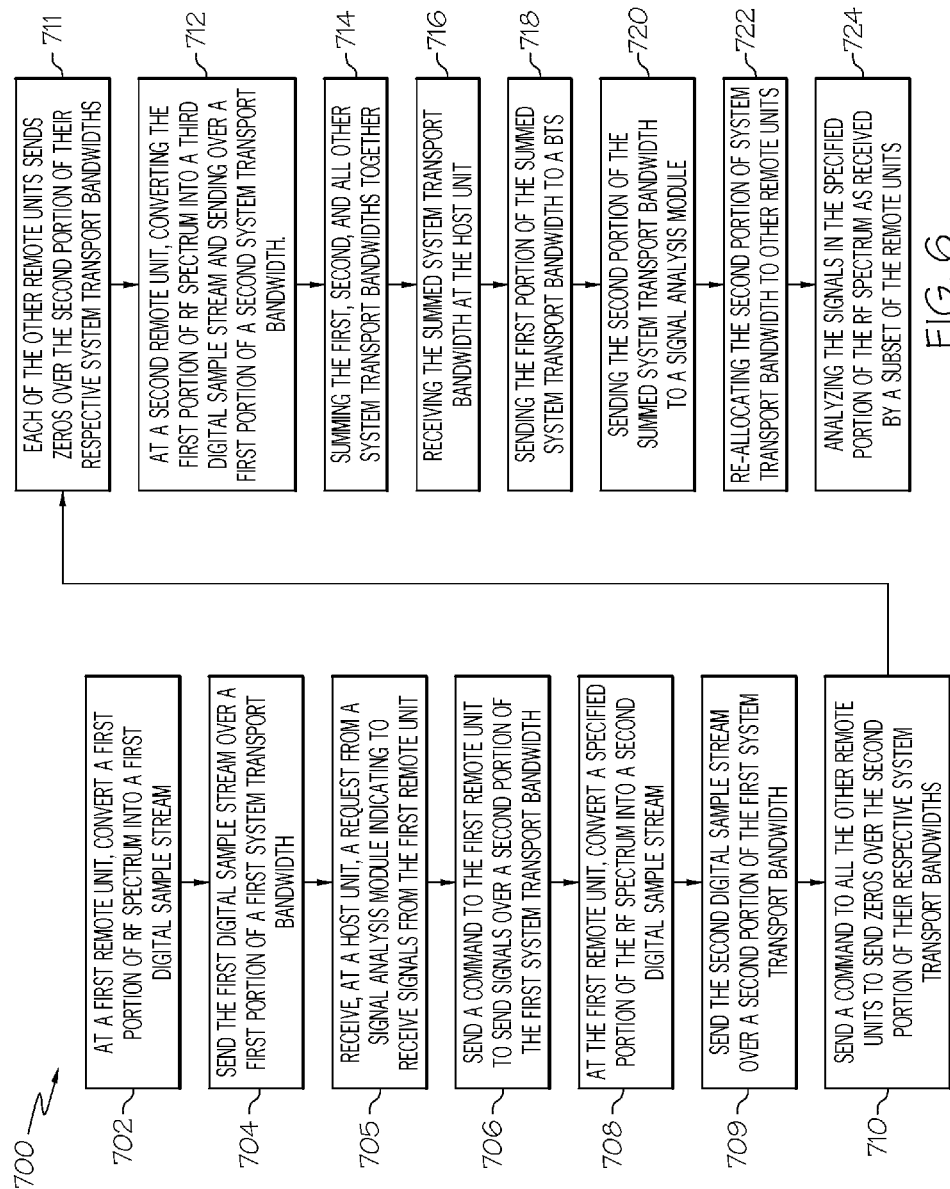 700
702
AT A FIRST REMOTE UNIT, CONVERT A FIRST
PORTION OF RF SPECTRUM INTO A FIRST
DIGITAL SAMPLE STREAM
704
SEND THE FIRST DIGITAL SAMPLE STREAM OVER A
FIRST PORTION OF A FIRST SYSTEM TRANSPORT
BANDWIDTH
705
RECEIVE, AT A HOST UNIT, A REQUEST FROM A
SIGNAL ANALYSIS MODULE INDICATING TO
RECEIVE SIGNALS FROM THE FIRST REMOTE UNIT
706
SEND A COMMAND TO THE FIRST REMOTE UNIT
TO SEND SIGNALS OVER A SECOND PORTION OF
THE FIRST SYSTEM TRANSPORT BANDWIDTH
708
AT THE FIRST REMOTE UNIT, CONVERT A SPECIFIED
PORTION OF THE RF SPECTRUM INTO A SECOND
DIGITAL SAMPLE STREAM
709
SEND THE SECOND DIGITAL SAMPLE STREAM
OVER A SECOND PORTION OF THE FIRST SYSTEM
TRANSPORT BANDWIDTH
710
SEND A COMMAND TO ALL THE OTHER REMOTE
UNITS TO SEND ZEROS OVER THE SECOND
PORTION OF THEIR RESPECTIVE SYSTEM
TRANSPORT BANDWIDTHS
EACH OF THE OTHER REMOTE UNITS SENDS
ZEROS OVER THE SECOND PORTION OF THEIR
RESPECTIVE SYSTEM TRANSPORT BANDWIDTHS
711
AT A SECOND REMOTE UNIT, CONVERTING THE
FIRST PORTION OF RF SPECTRUM INTO A THIRD
DIGITAL SAMPLE STREAM AND SENDING OVER A
FIRST PORTION OF A SECOND SYSTEM TRANSPORT
BANDWIDTH.
712
SUMMING THE FIRST, SECOND, AND ALL OTHER
SYSTEM TRANSPORT BANDWIDTHS TOGETHER
714
RECEIVING THE SUMMED SYSTEM TRANSPORT
BANDWIDTH AT THE HOST UNIT
716
SENDING THE FIRST PORTION OF THE SUMMED
SYSTEM TRANSPORT BANDWIDTH TO A BTS
718
SENDING THE SECOND PORTION OF THE
SUMMED SYSTEM TRANSPORT BANDWIDTH
TO A SIGNAL ANALYSIS MODULE
720
RE-ALLOCATING THE SECOND PORTION OF SYSTEM
TRANSPORT BANDWIDTH TO OTHER REMOTE UNITS
722
ANALYZING THE SIGNALS IN THE SPECIFIED
PORTION OF THE RF SPECTRUM AS RECEIVED
BY A SUBSET OF THE REMOTE UNITS
724
FIG. 6